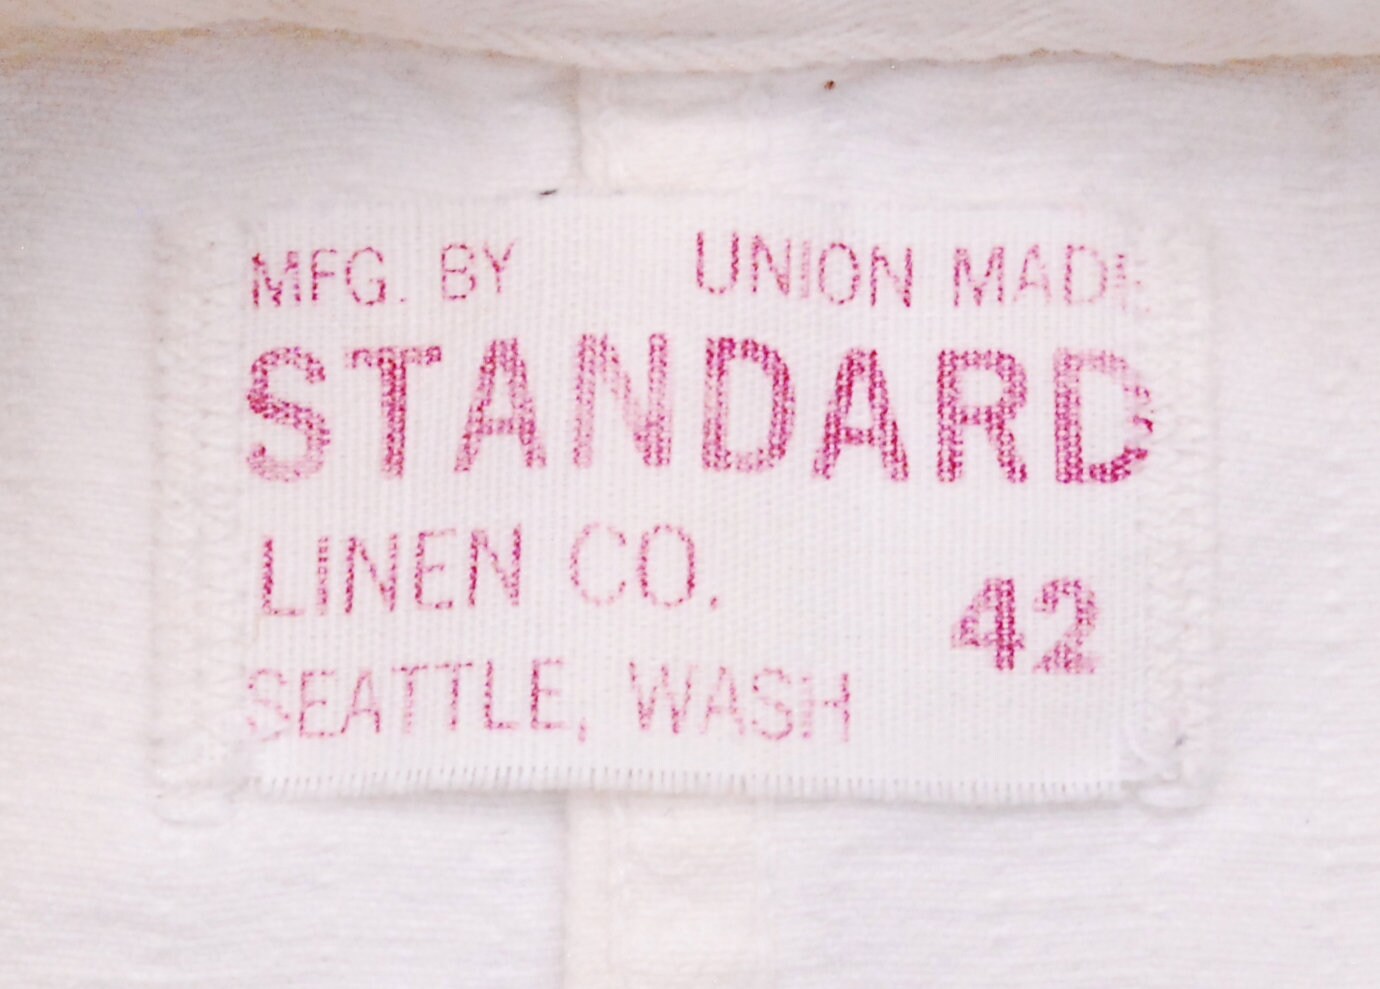 MFG. BY UNION MADE
STANDARD
LINEN CO.
42
SEATTLE, WASH